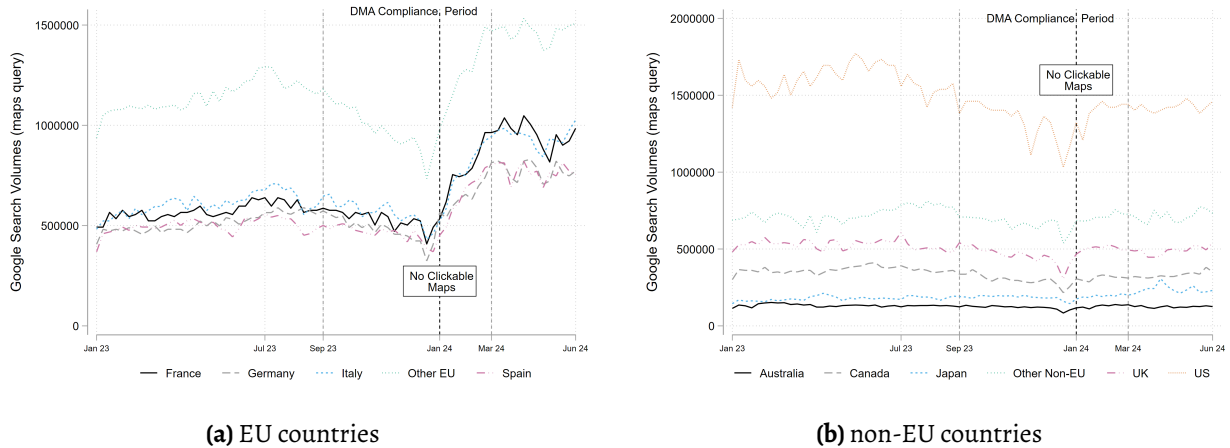 DMA Compliance Period
Google Search Volumes (maps query)
1500000
1000000
500000
0
No Clickable
Maps
Jan 23
Jul 23
Sep 23
Jan 24
Mar 24
Jun 24
France
Germany
Italy
Other EU
Spain
(a) EU countries
DMA Compliance Period
Google Search Volumes (maps query)
2000000
1500000
1000000
500000
0
No Clickable
Maps
Jan 23
Jul 23
Sep 23
Jan 24
Mar 24
Jun 24
Australia
Canada
Japan
Other Non-EU
UK
US
(b) non-EU countries